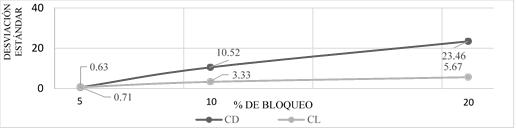 DESVIACIÓN
ESTÁNDAR
40
20
0
0.63
0.71
10.52
3.33
23.46
5.67
5
10
20
% DE BLOQUEO
CD
CL